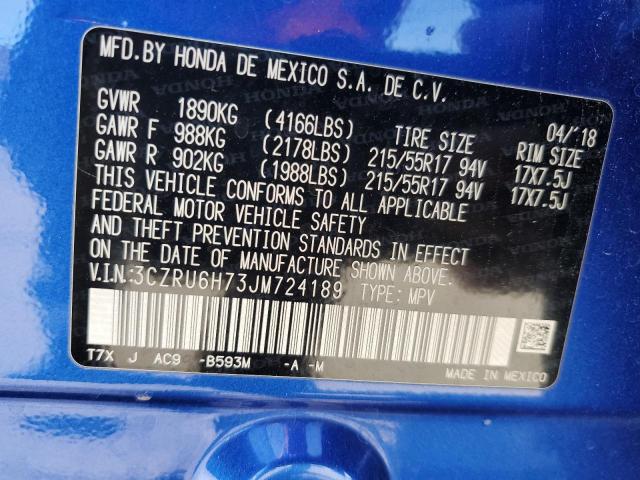 MFD.BY HONDA DE MEXICO S.A. DE C.V.
04/'18
GVWR 1890KG (4166LBS) TIRE SIZE RIM SIZE
GAWR F 988KG (2178LBS) 215/55R17 94V 17X7.5J
GAWR R 902KG (1988LBS) 215/55R17 94V 17X7.5J
THIS VEHICLE CONFORMS TO ALL APPLICABLE
FEDERAL MOTOR VEHICLE SAFETY
AND THEFT PREVENTION STANDARDS IN EFFECT
ON THE DATE OF MANUFACTURE SHOWN ABOVE.
V.I.N.:3CZRU6H73JM724189 TYPE: MPV
T7X J AC9 -B593M -A -M
MADE IN MEXICO